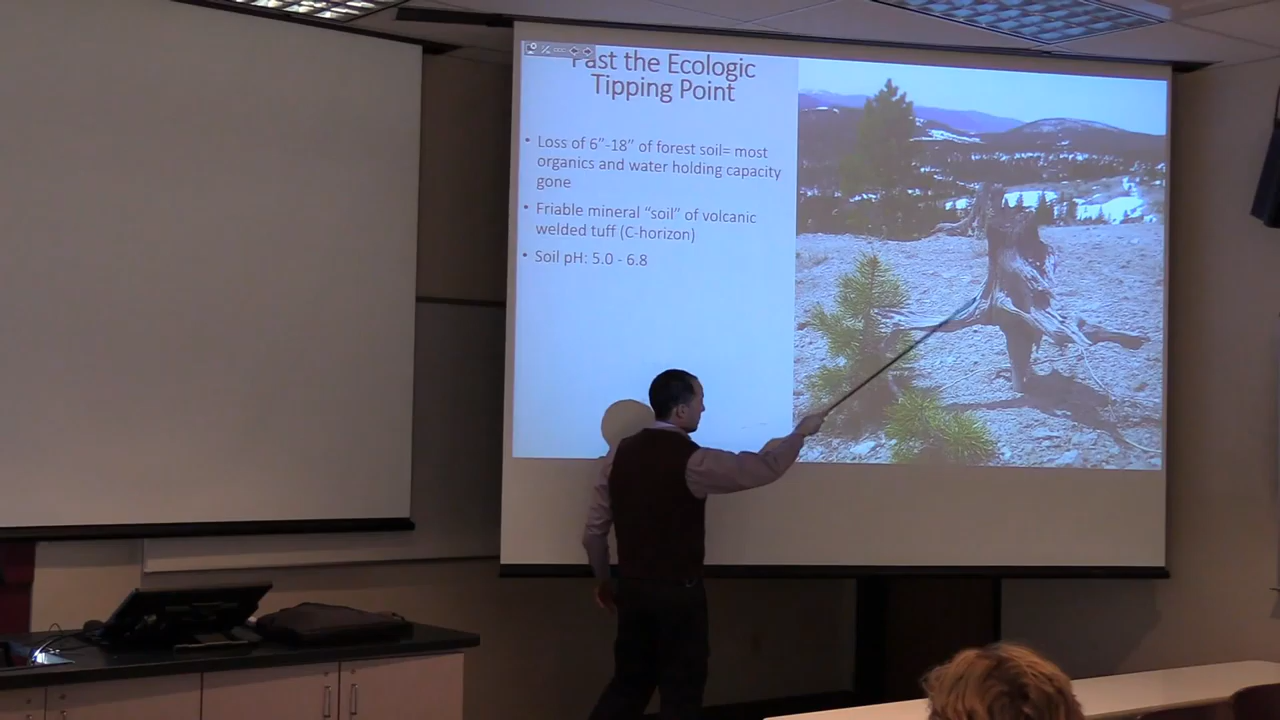 Past the Ecologic
Tipping Point
• Loss of 6”-18” of forest soil= most
organics and water holding capacity
gone
• Friable mineral “soil” of volcanic
welded tuff (C-horizon)
• Soil pH: 5.0 - 6.8